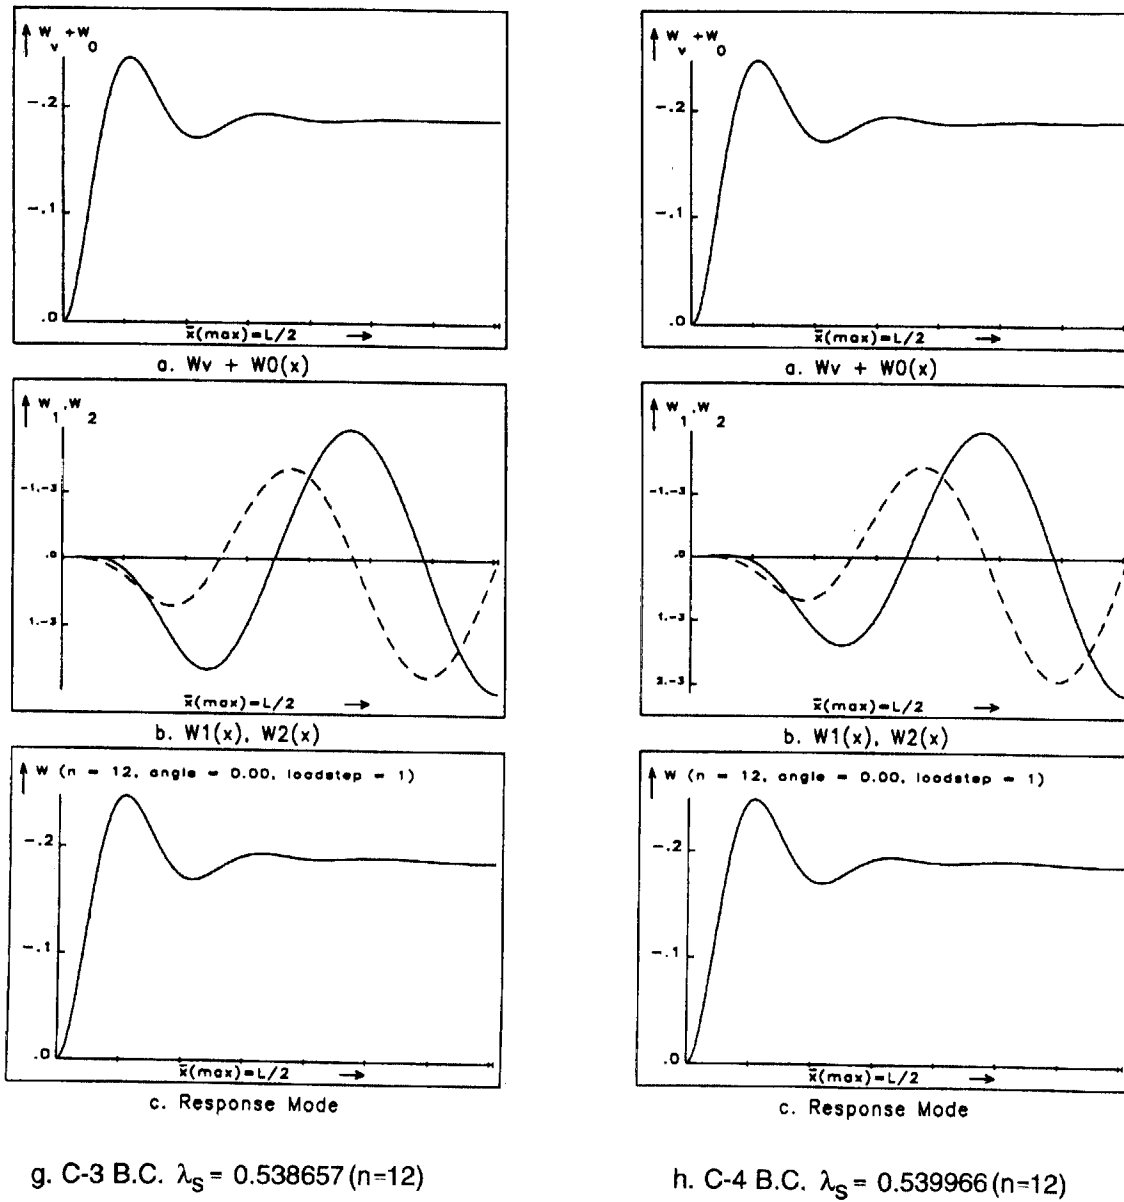 W_v + W_0
-.2
-.1
.0
x̄(max)=L/2
a. Wv + W0(x)
W_1, W_2
-1.-3
.0
1.-3
x̄(max)=L/2
b. W1(x), W2(x)
W (n = 12, angle = 0.00, loadstep = 1)
-.2
-.1
.0
x̄(max)=L/2
c. Response Mode
g. C-3 B.C. λs = 0.538657 (n=12)
W_v + W_0
-.2
-.1
.0
x̄(max)=L/2
a. Wv + W0(x)
W_1, W_2
-1.-3
.0
1.-3
2.-3
x̄(max)=L/2
b. W1(x), W2(x)
W (n = 12, angle = 0.00, loadstep = 1)
-.2
-.1
.0
x̄(max)=L/2
c. Response Mode
h. C-4 B.C. λs = 0.539966 (n=12)